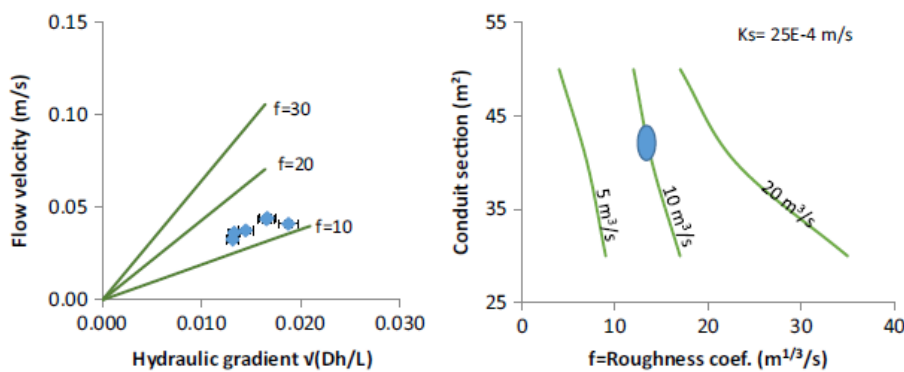 Flow velocity (m/s)
0.15
0.10
0.05
0.00
f=30
f=20
f=10
0.000
0.010
0.020
0.030
Hydraulic gradient √(Dh/L)
Conduit section (m²)
55
45
35
25
Ks= 25E-4 m/s
5 m³/s
10 m³/s
20 m³/s
0
10
20
30
40
f=Roughness coef. (m¹ᐟ³/s)